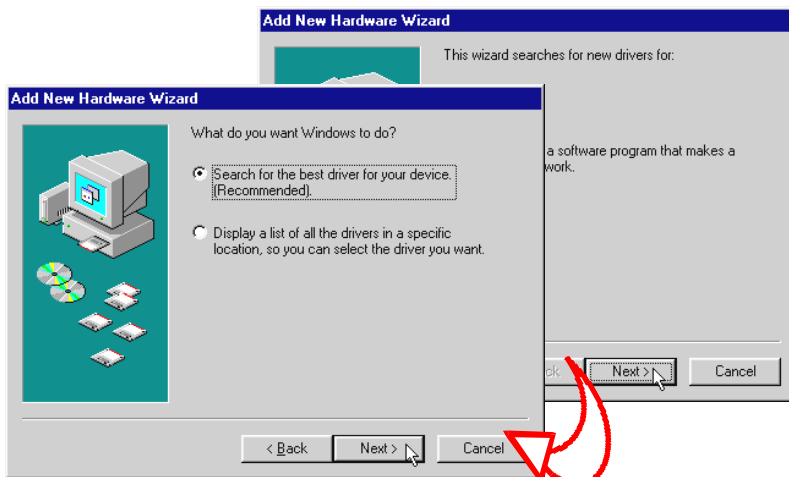 Add New Hardware Wizard
This wizard searches for new drivers for:
a software program that makes a
work.
ck
Next >
Cancel
Add New Hardware Wizard
What do you want Windows to do?
Search for the best driver for your device.
(Recommended).
Display a list of all the drivers in a specific
location, so you can select the driver you want.
< Back
Next >
Cancel